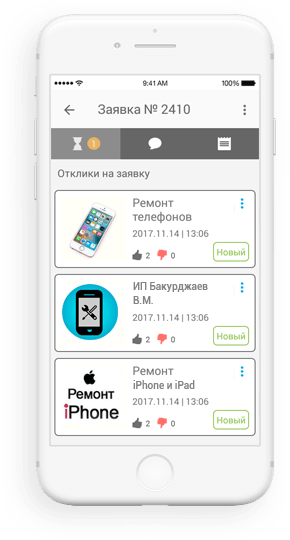 9:41 AM 100%
Заявка № 2410
1
Отклики на заявку
Ремонт
телефонов
2017.11.14 | 13:06
2 0
Новый
ИП Бакурджаев
В.М.
2017.11.14 | 13:06
2 0
Новый
Ремонт
iPhone
Ремонт
iPhone и iPad
2017.11.14 | 13:06
2 0
Новый